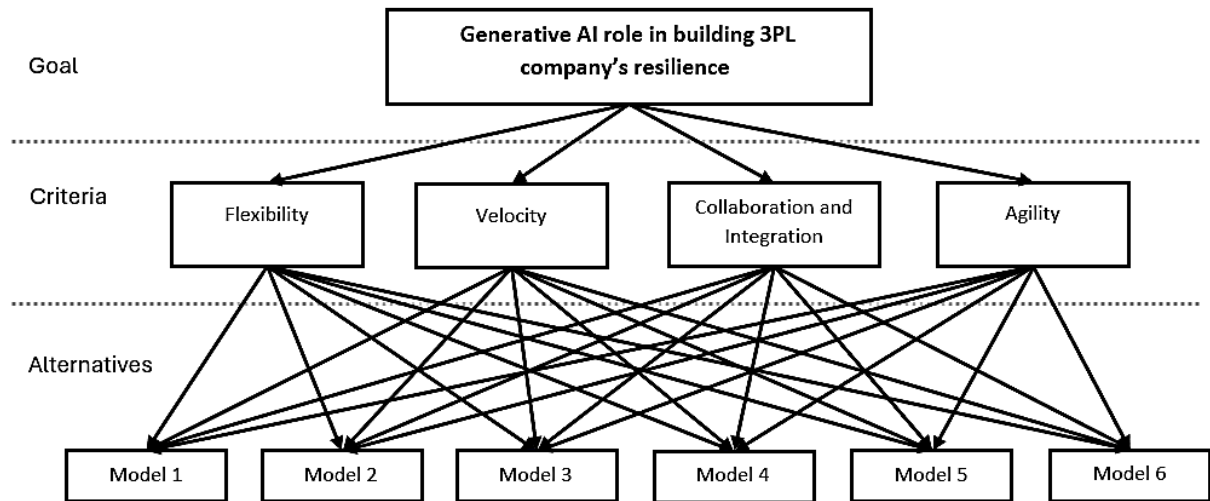 Generative AI role in building 3PL
company's resilience
Goal
Criteria
Flexibility
Velocity
Collaboration and
Integration
Agility
Alternatives
Model 1
Model 2
Model 3
Model 4
Model 5
Model 6